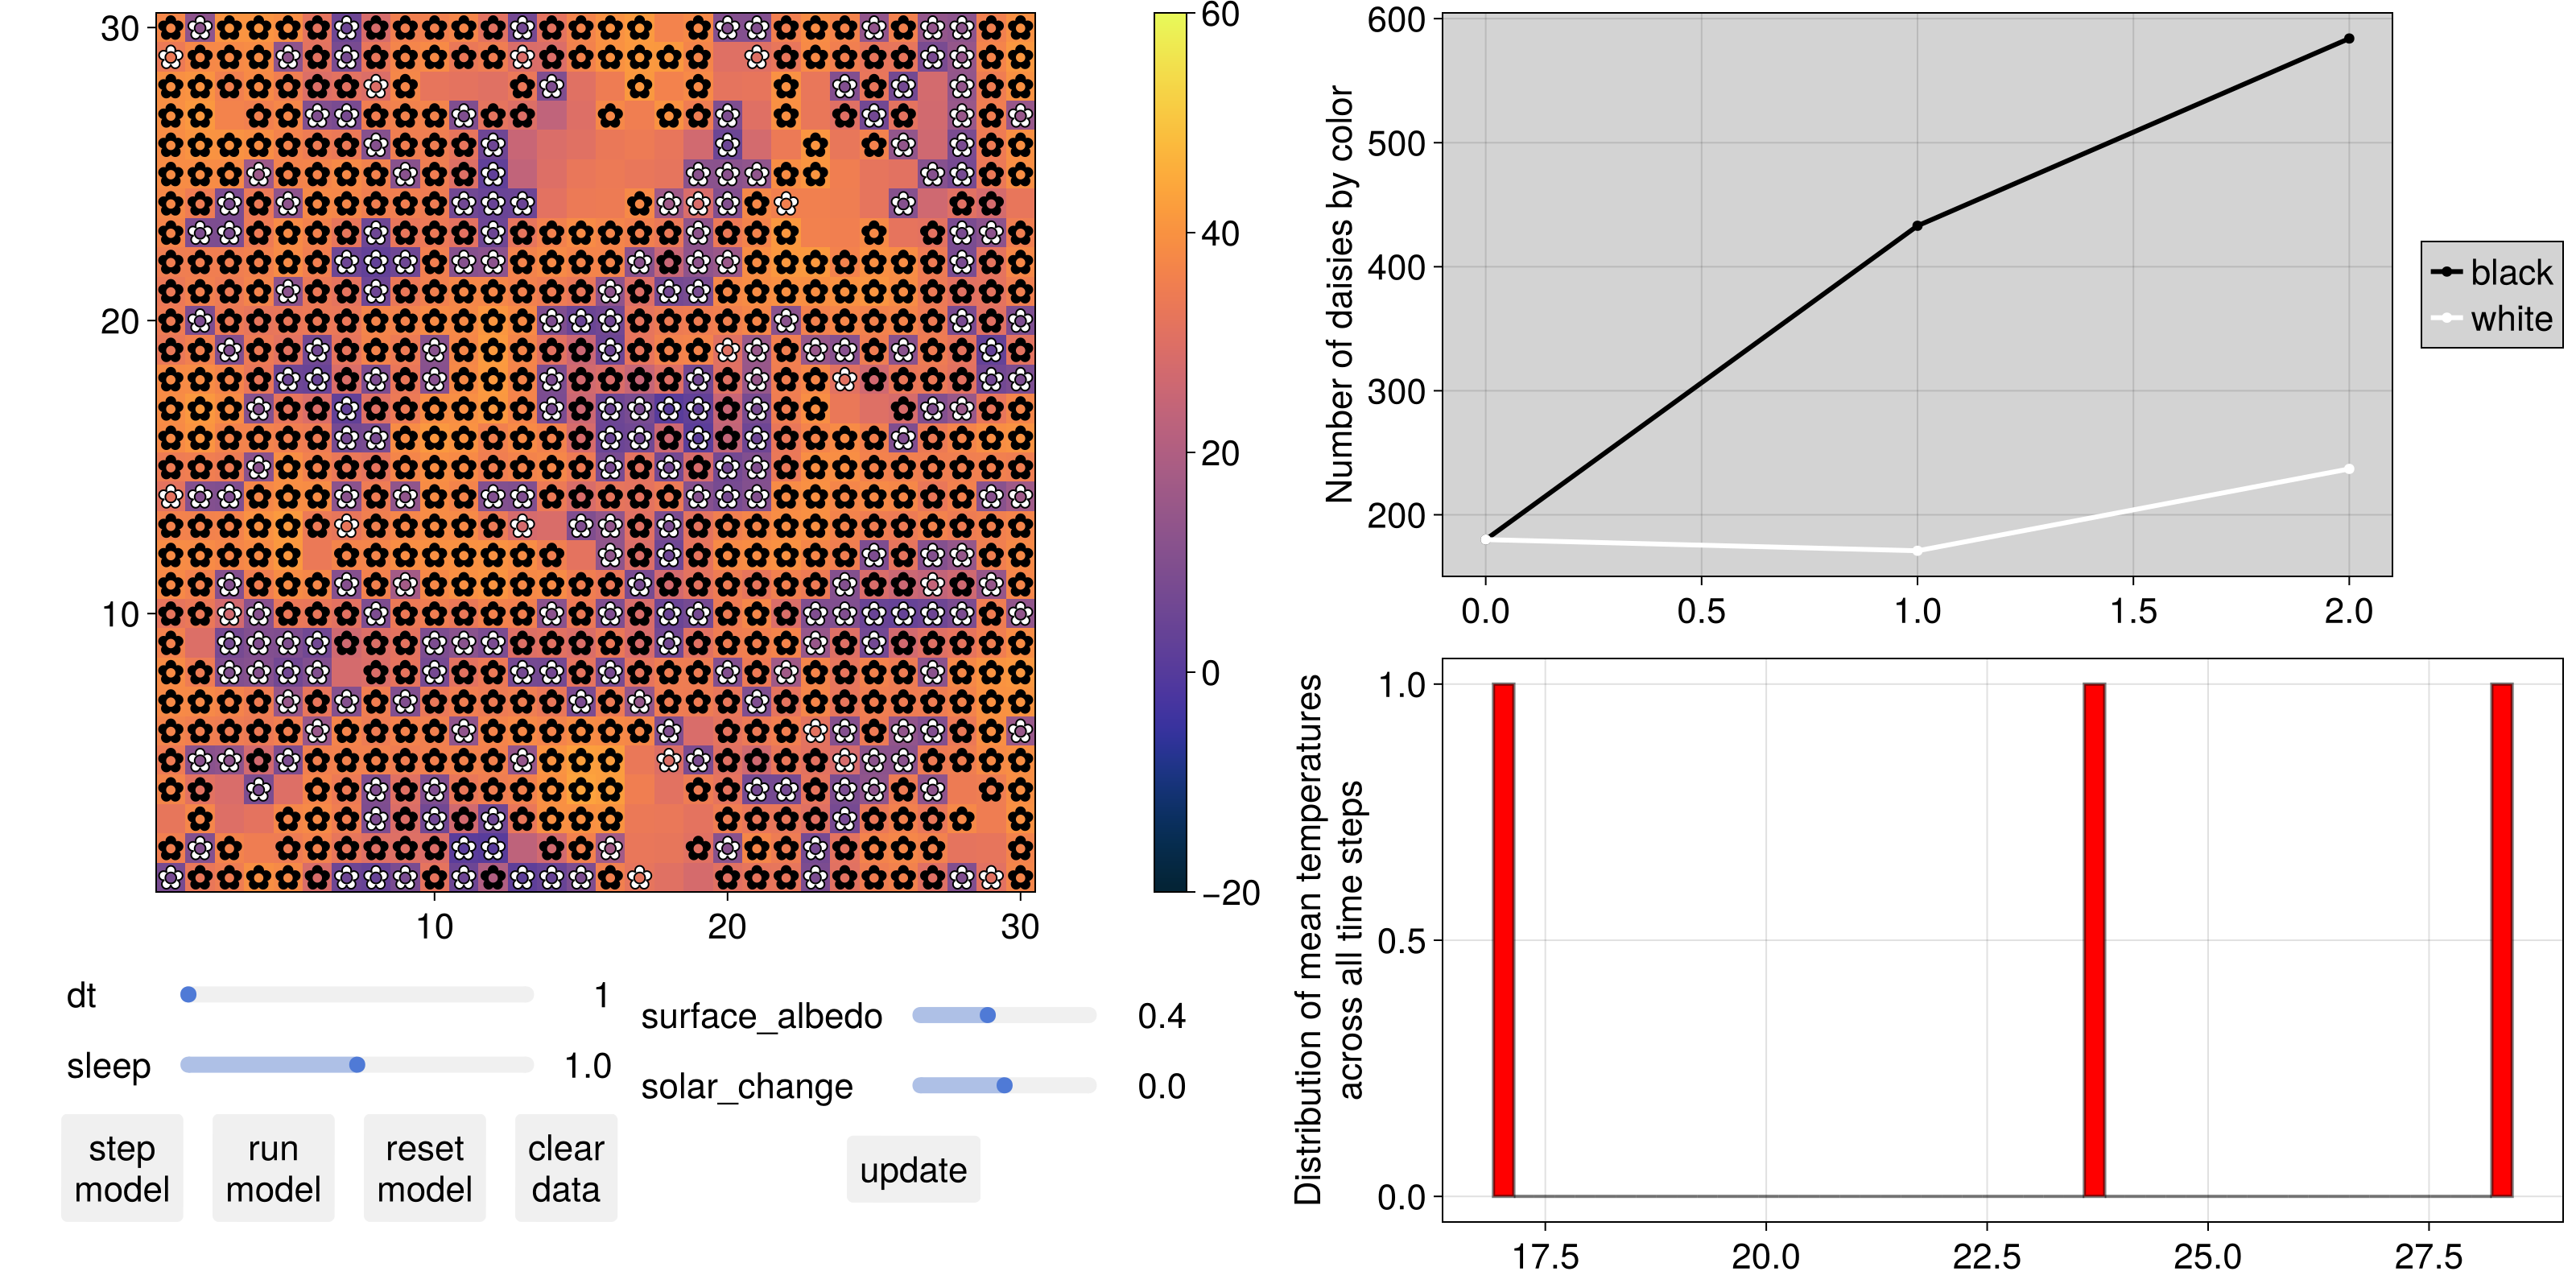 30
20
10
10
20
30
60
40
20
0
−20
dt
1
sleep
1.0
surface_albedo
0.4
solar_change
0.0
step
model
run
model
reset
model
clear
data
update
Number of daisies by color
600
500
400
300
200
0.0
0.5
1.0
1.5
2.0
black
white
Distribution of mean temperatures
across all time steps
1.0
0.5
0.0
17.5
20.0
22.5
25.0
27.5